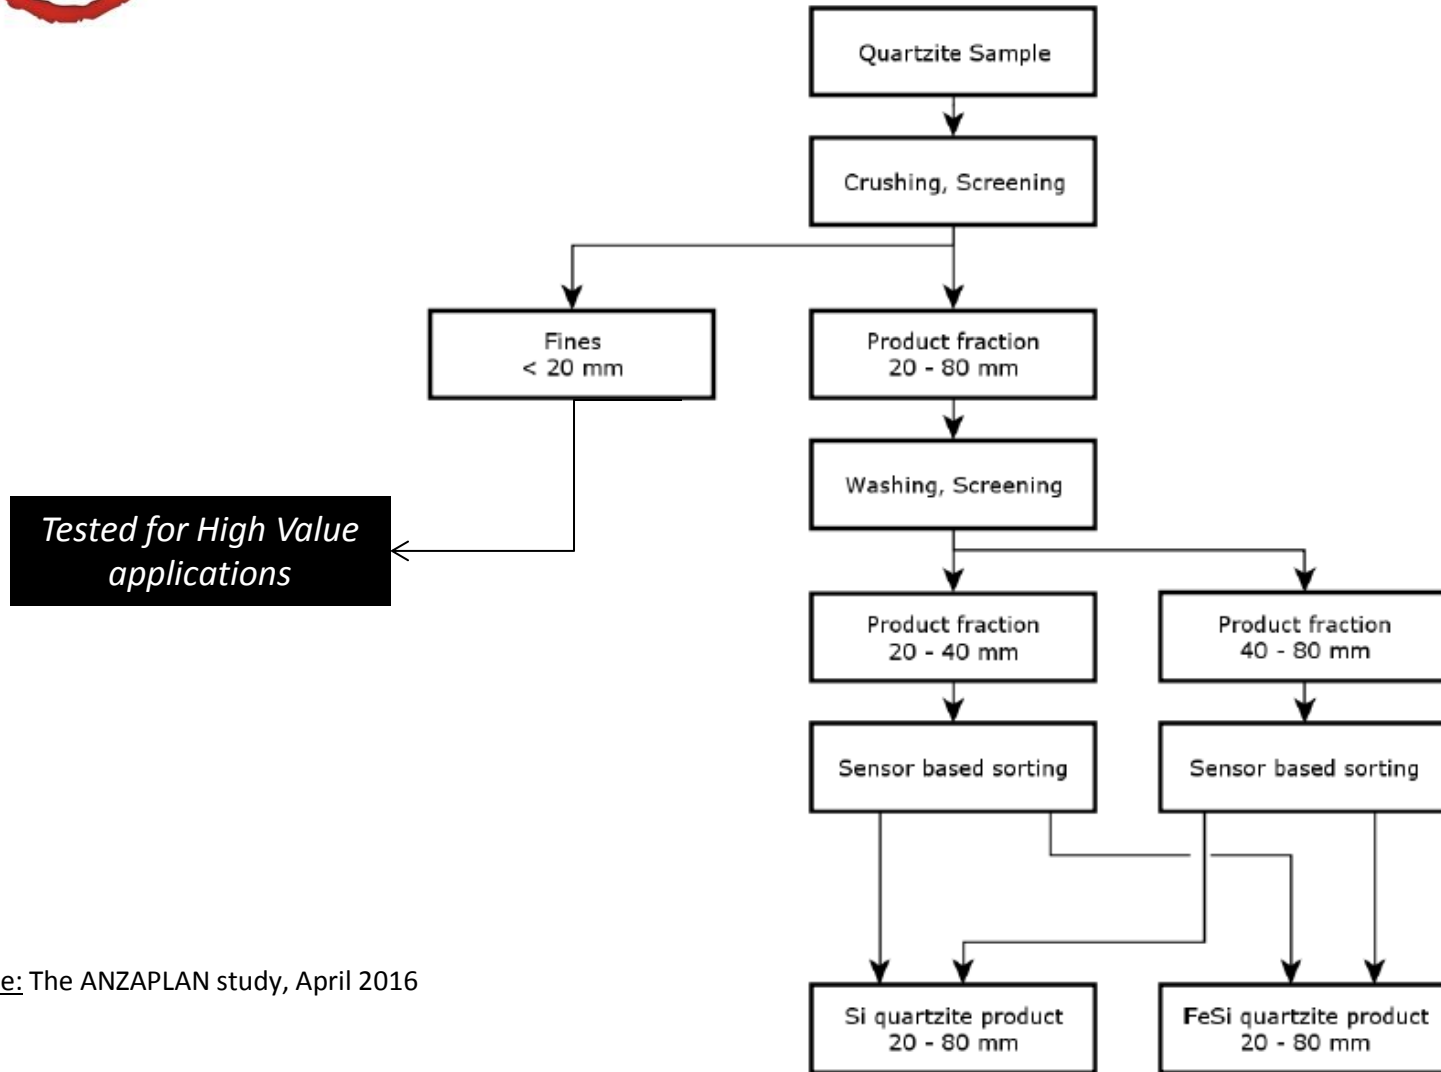 Quartzite Sample
Crushing, Screening
Fines
< 20 mm
Product fraction
20 - 80 mm
Washing, Screening
Tested for High Value
applications
Product fraction
20 - 40 mm
Product fraction
40 - 80 mm
Sensor based sorting
Sensor based sorting
e: The ANZAPLAN study, April 2016
Si quartzite product
20 - 80 mm
FeSi quartzite product
20 - 80 mm